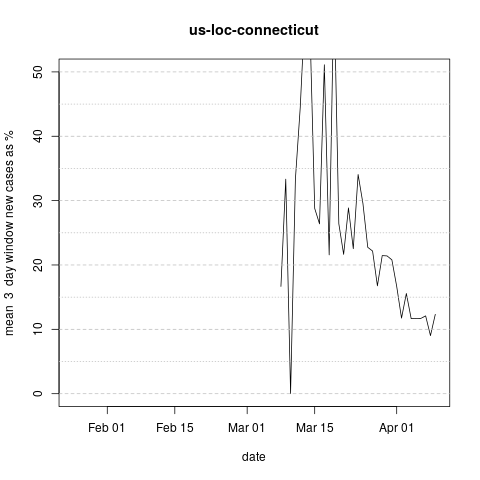 us-loc-connecticut
mean 3 day window new cases as %
50
40
30
20
10
0
Feb 01 Feb 15 Mar 01 Mar 15 Apr 01
date